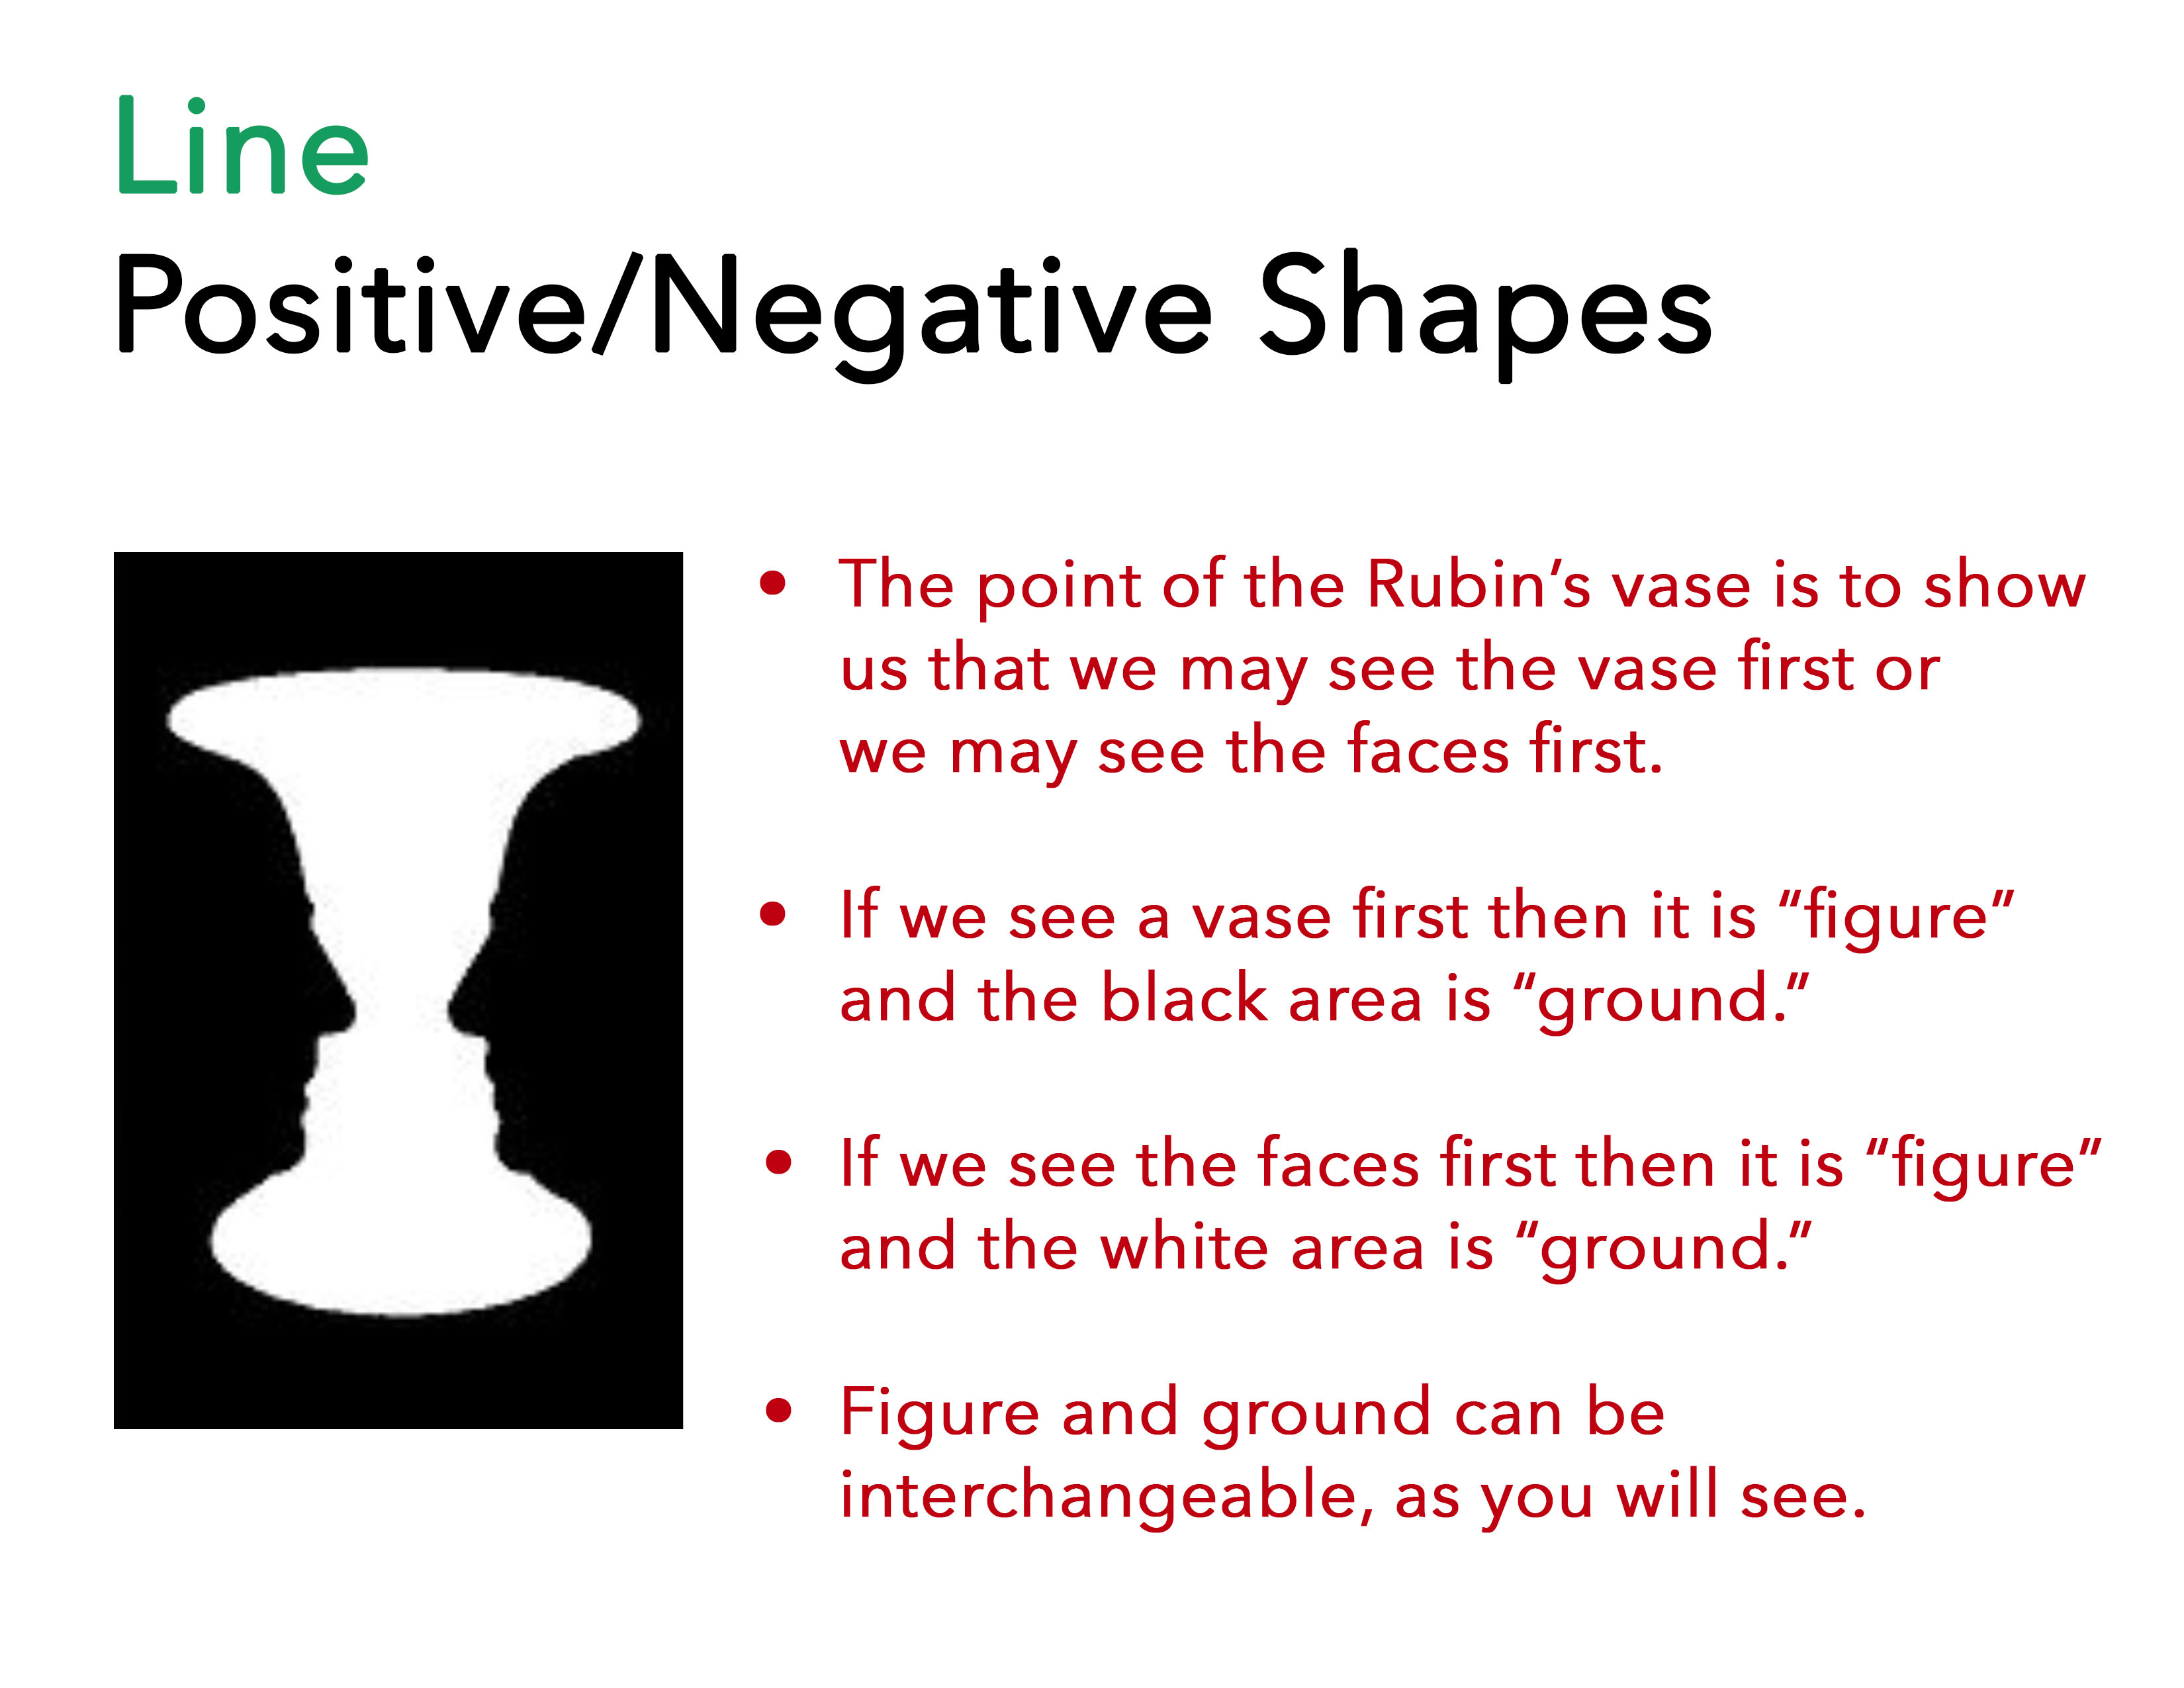 Line
Positive/Negative Shapes
• The point of the Rubin‘s vase is to show
us that we may see the vase first or
we may see the faces first.
• If we see a vase first then it is “figure”
and the black area is “ground.”
• If we see the faces first then it is “figure”
and the white area is “ground.”
• Figure and ground can be
interchangeable, as you will see.